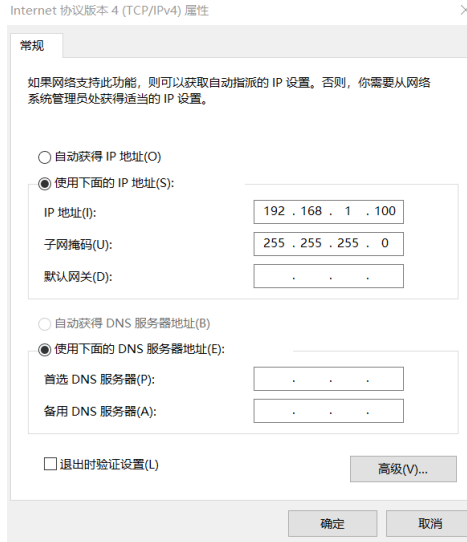 Internet 协议版本 4 (TCP/IPv4) 属性
常规
如果网络支持此功能，则可以获取自动指派的 IP 设置。否则，你需要从网络
系统管理员处获得适当的 IP 设置。
自动获得 IP 地址(O)
使用下面的 IP 地址(S):
IP 地址(I): 192 . 168 . 1 . 100
子网掩码(U): 255 . 255 . 255 . 0
默认网关(D): . . .
自动获得 DNS 服务器地址(B)
使用下面的 DNS 服务器地址(E):
首选 DNS 服务器(P): . . .
备用 DNS 服务器(A): . . .
退出时验证设置(L)
高级(V)...
确定 取消